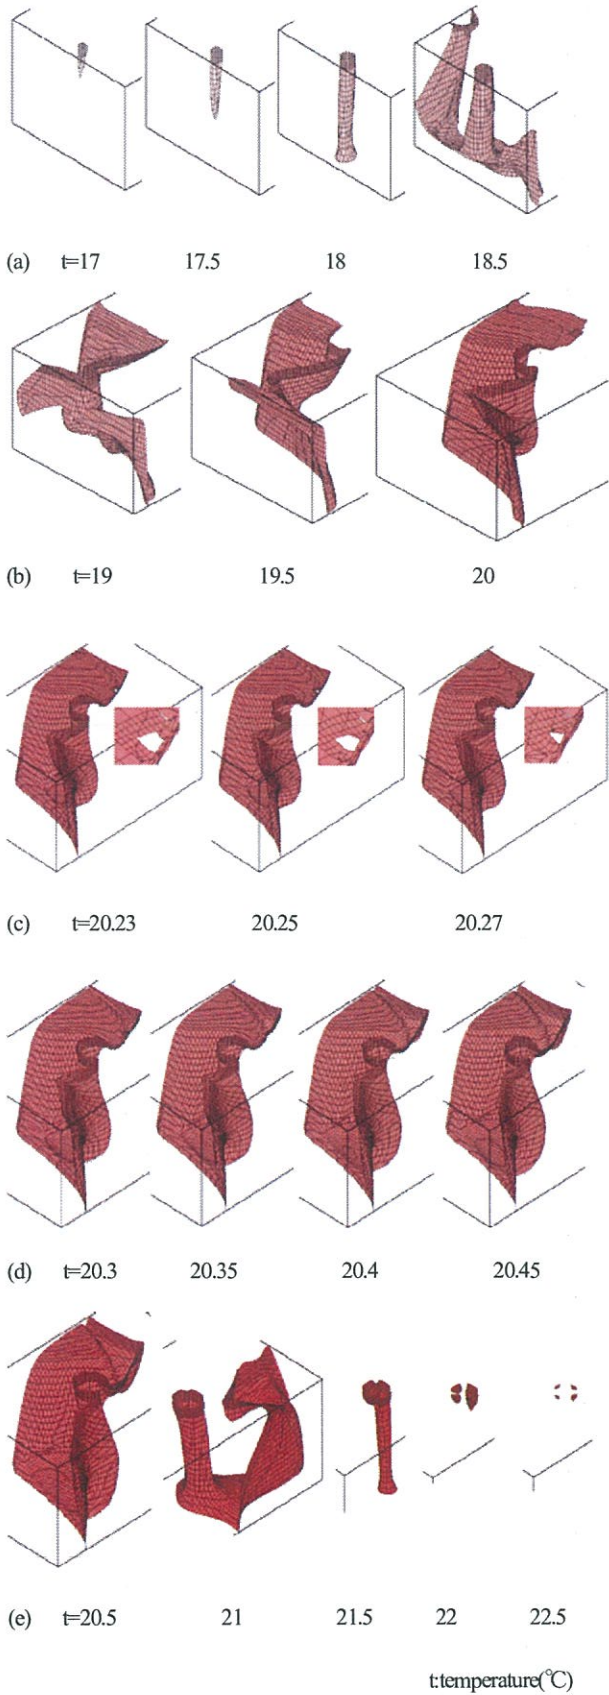 (a) t=17 17.5 18 18.5
(b) t=19 19.5 20
(c) t=20.23 20.25 20.27
(d) t=20.3 20.35 20.4 20.45
(e) t=20.5 21 21.5 22 22.5
t:temperature(℃)